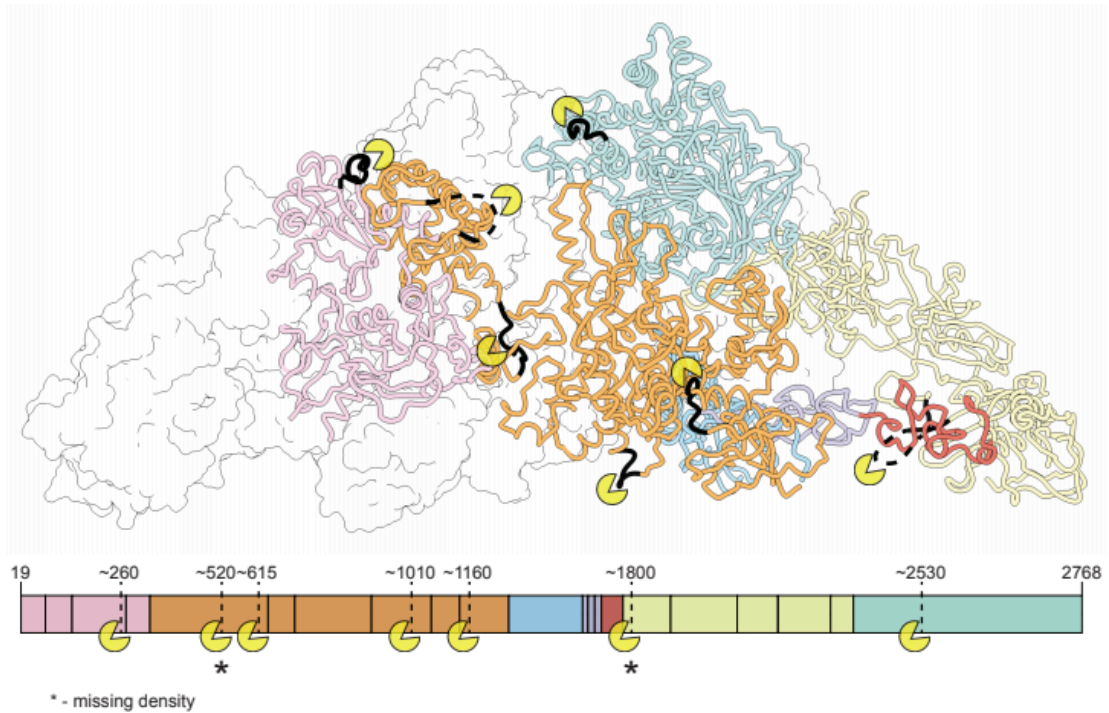 19 ~260 ~520 ~615 ~1010 ~1160 ~1800 ~2530 2768
* *
* - missing density